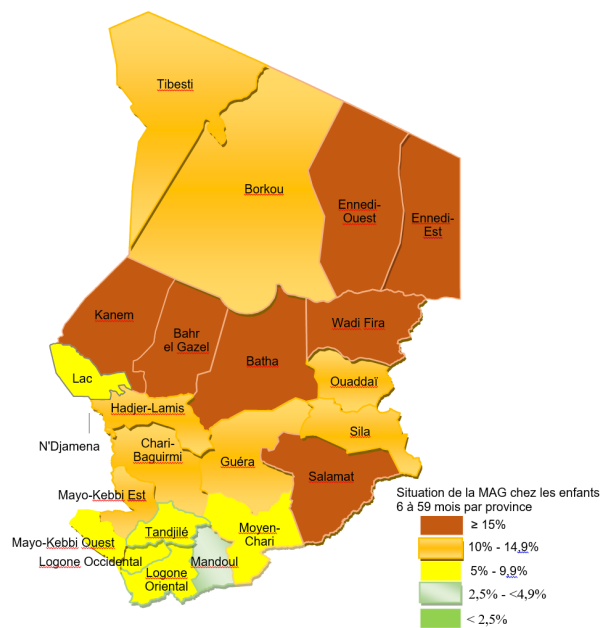 Tibesti
Borkou
Ennedi-
Ouest
Ennedi-
Est
Kanem
Bahr
el Gazel
Batha
Wadi Fira
Lac
Ouaddaï
Hadjer-Lamis
N'Djamena
Chari-
Baguirmi
Guéra
Sila
Salamat
Mayo-Kebbi Est
Mayo-Kebbi Ouest
Tandjilé
Moyen-
Chari
Logone Occidental
Logone
Oriental
Mandoul
Situation de la MAG chez les enfants
6 à 59 mois par province
≥ 15%
10% - 14,9%
5% - 9,9%
2,5% - <4,9%
< 2,5%